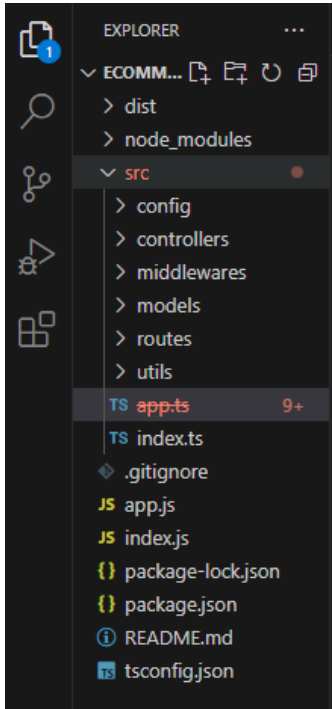 EXPLORER ...
1
ECOMM...
dist
node_modules
src
config
controllers
middlewares
models
routes
utils
TS app.ts 9+
TS index.ts
.gitignore
JS app.js
JS index.js
{} package-lock.json
{} package.json
README.md
TS tsconfig.json